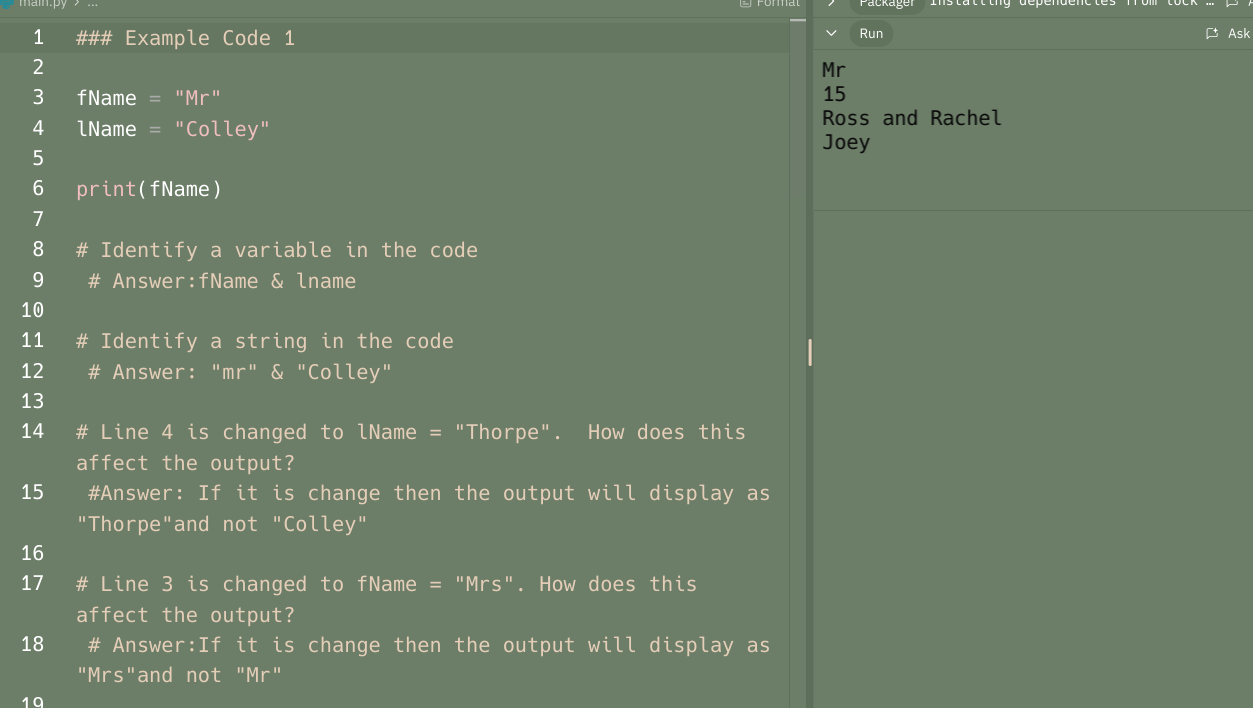 main.py > ...
Format
1 ### Example Code 1
2
3 fName = "Mr"
4 lName = "Colley"
5
6 print(fName)
7
8 # Identify a variable in the code
9 # Answer:fName & lname
10
11 # Identify a string in the code
12 # Answer: "mr" & "Colley"
13
14 # Line 4 is changed to lName = "Thorpe".  How does this
affect the output?
15 #Answer: If it is change then the output will display as
"Thorpe"and not "Colley"
16
17 # Line 3 is changed to fName = "Mrs". How does this
affect the output?
18 # Answer:If it is change then the output will display as
"Mrs"and not "Mr"
19
Packager Installing dependencies from lock …
Run Ask
Mr
15
Ross and Rachel
Joey